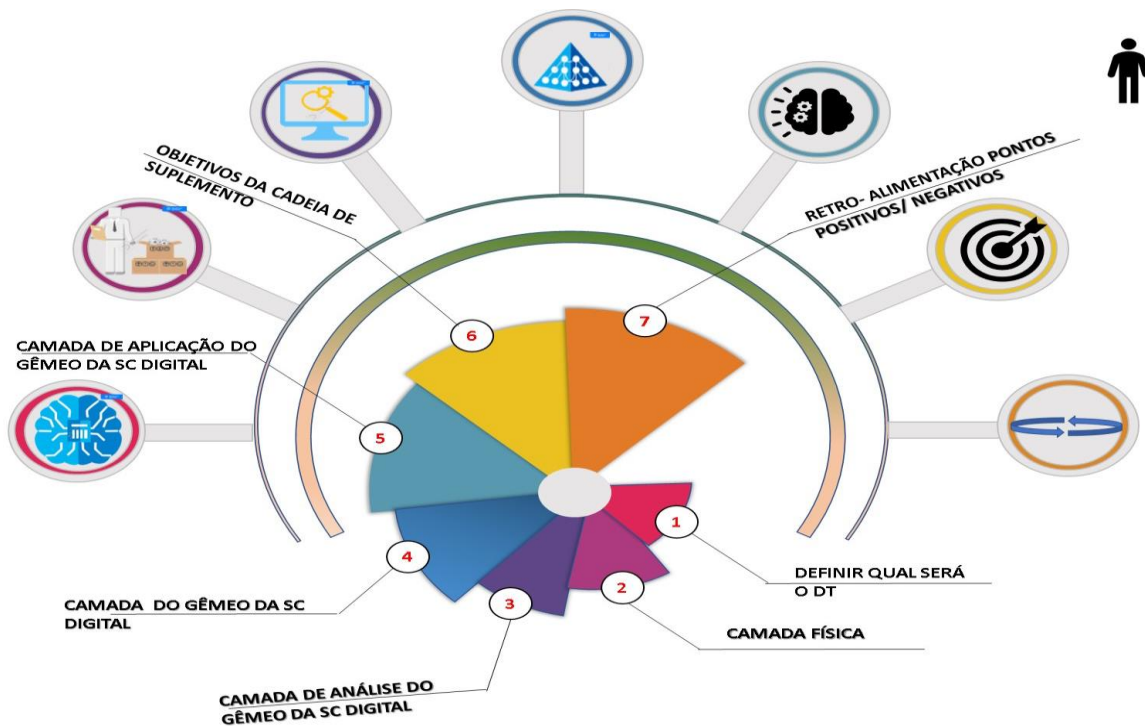 OBJETIVOS DA CADEIA DE
SUPLEMENTO
RETRO- ALIMENTAÇÃO PONTOS
POSITIVOS/ NEGATIVOS
CAMADA DE APLICAÇÃO DO
GÊMEO DA SC DIGITAL
7
6
5
4
3
2
1
DEFINIR QUAL SERÁ
O DT
CAMADA DO GÊMEO DA SC
DIGITAL
CAMADA FÍSICA
CAMADA DE ANÁLISE DO
GÊMEO DA SC DIGITAL